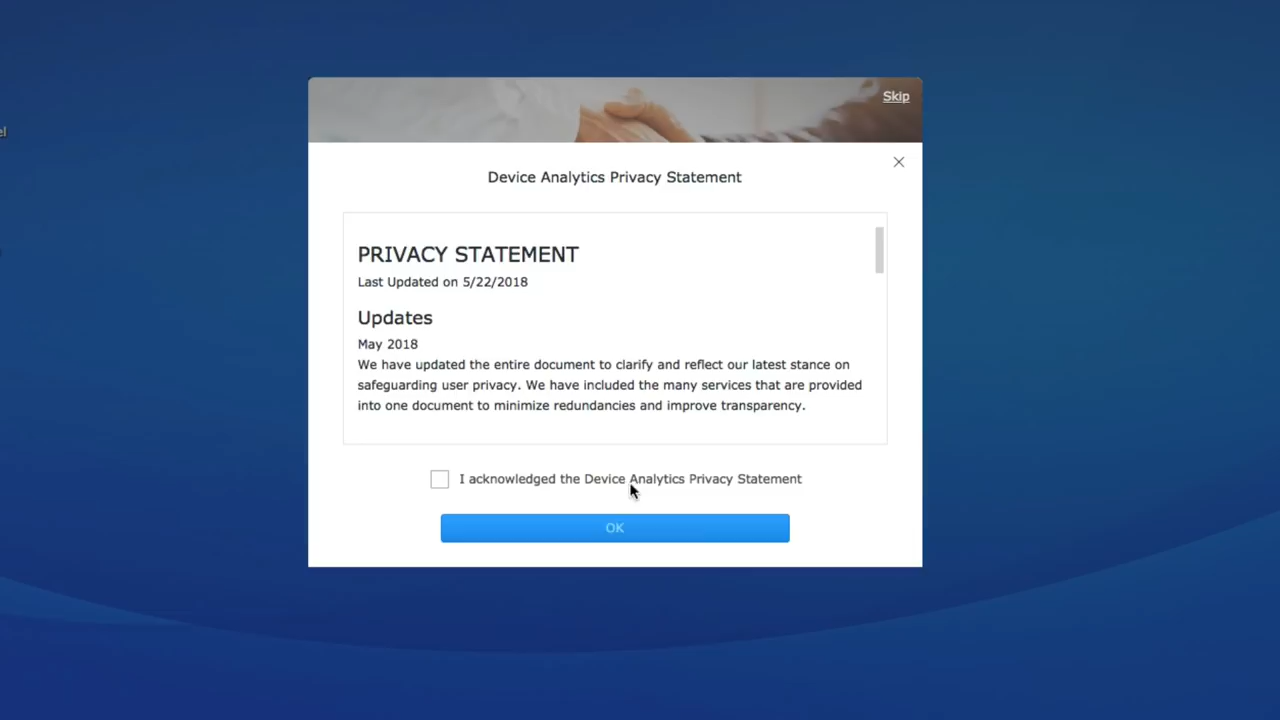 Skip
el
Device Analytics Privacy Statement
PRIVACY STATEMENT
Last Updated on 5/22/2018
Updates
May 2018
We have updated the entire document to clarify and reflect our latest stance on
safeguarding user privacy. We have included the many services that are provided
into one document to minimize redundancies and improve transparency.
I acknowledged the Device Analytics Privacy Statement
OK